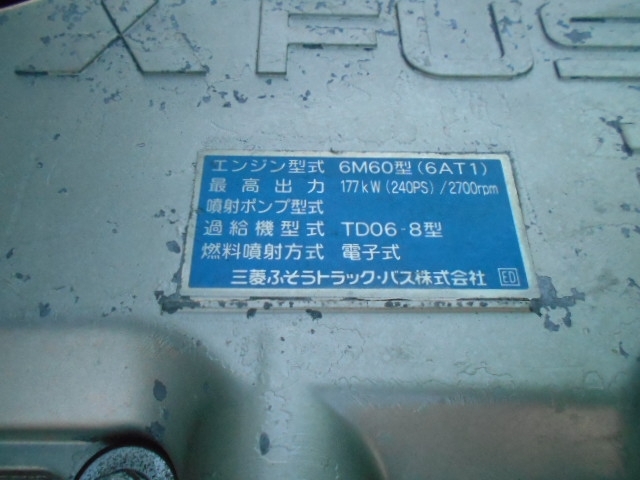 X FUS
エンジン型式 6M60型(6AT1)
最高出力 177kW(240PS)/2700rpm
噴射ポンプ型式
過給機型式 TD06-8型
燃料噴射方式 電子式
三菱ふそうトラック・バス株式会社 ED